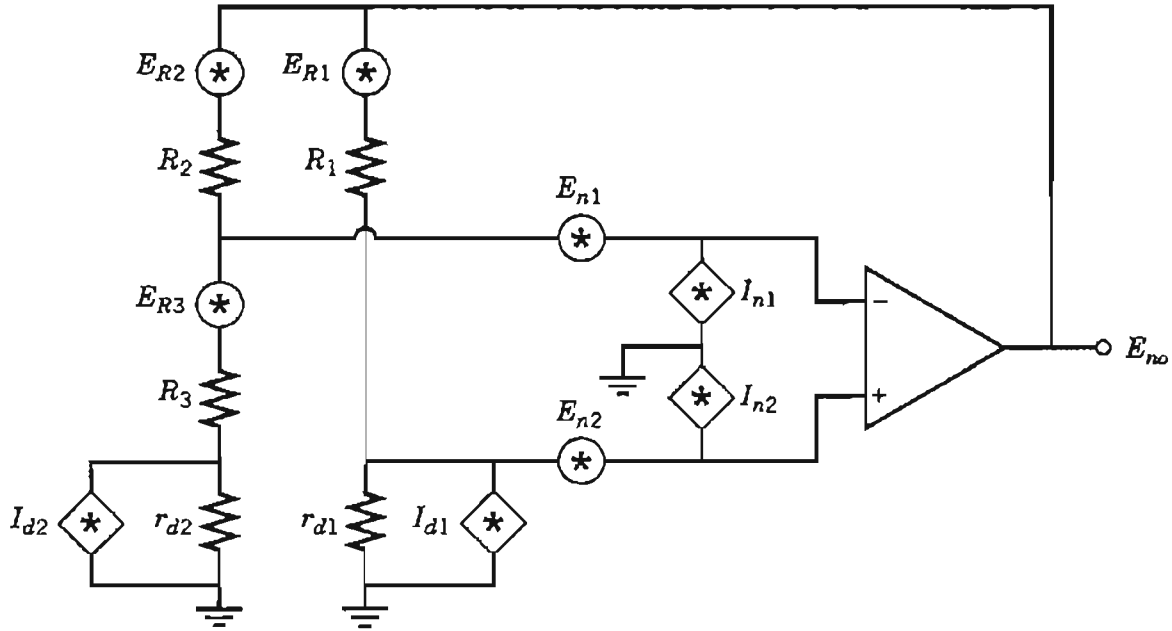 E_{R2}
E_{R1}
R_2
R_1
E_{n1}
E_{R3}
I_{n1}
−
E_{no}
R_3
I_{n2}
+
E_{n2}
I_{d2}
r_{d2}
r_{d1}
I_{d1}